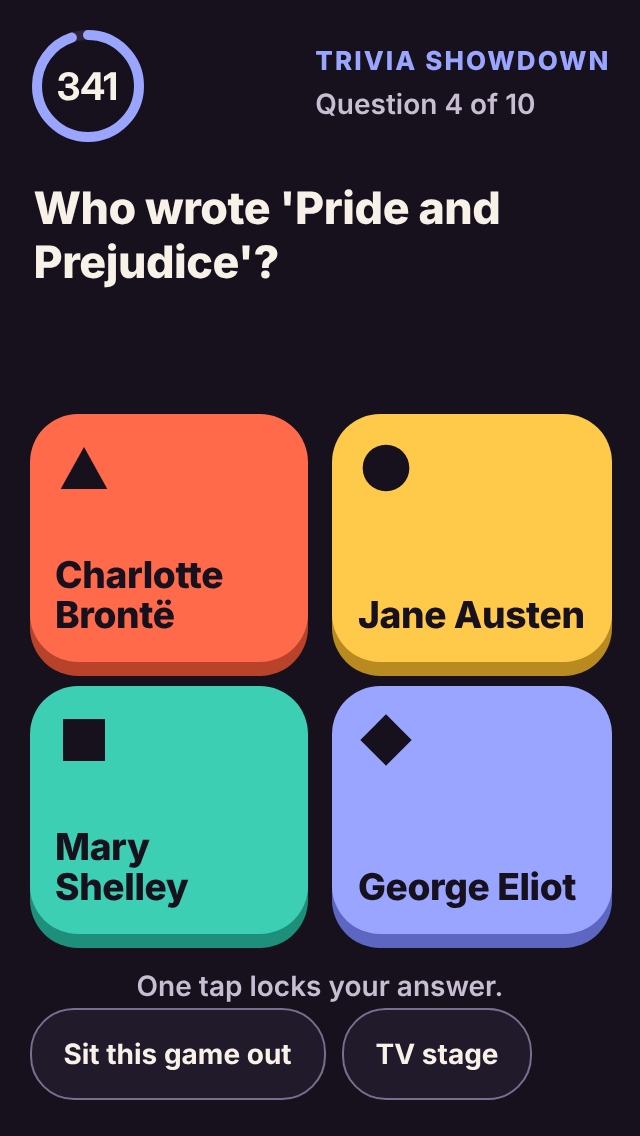 341
TRIVIA SHOWDOWN
Question 4 of 10
Who wrote 'Pride and
Prejudice'?
Charlotte
Brontë
Jane Austen
Mary
Shelley
George Eliot
One tap locks your answer.
Sit this game out
TV stage